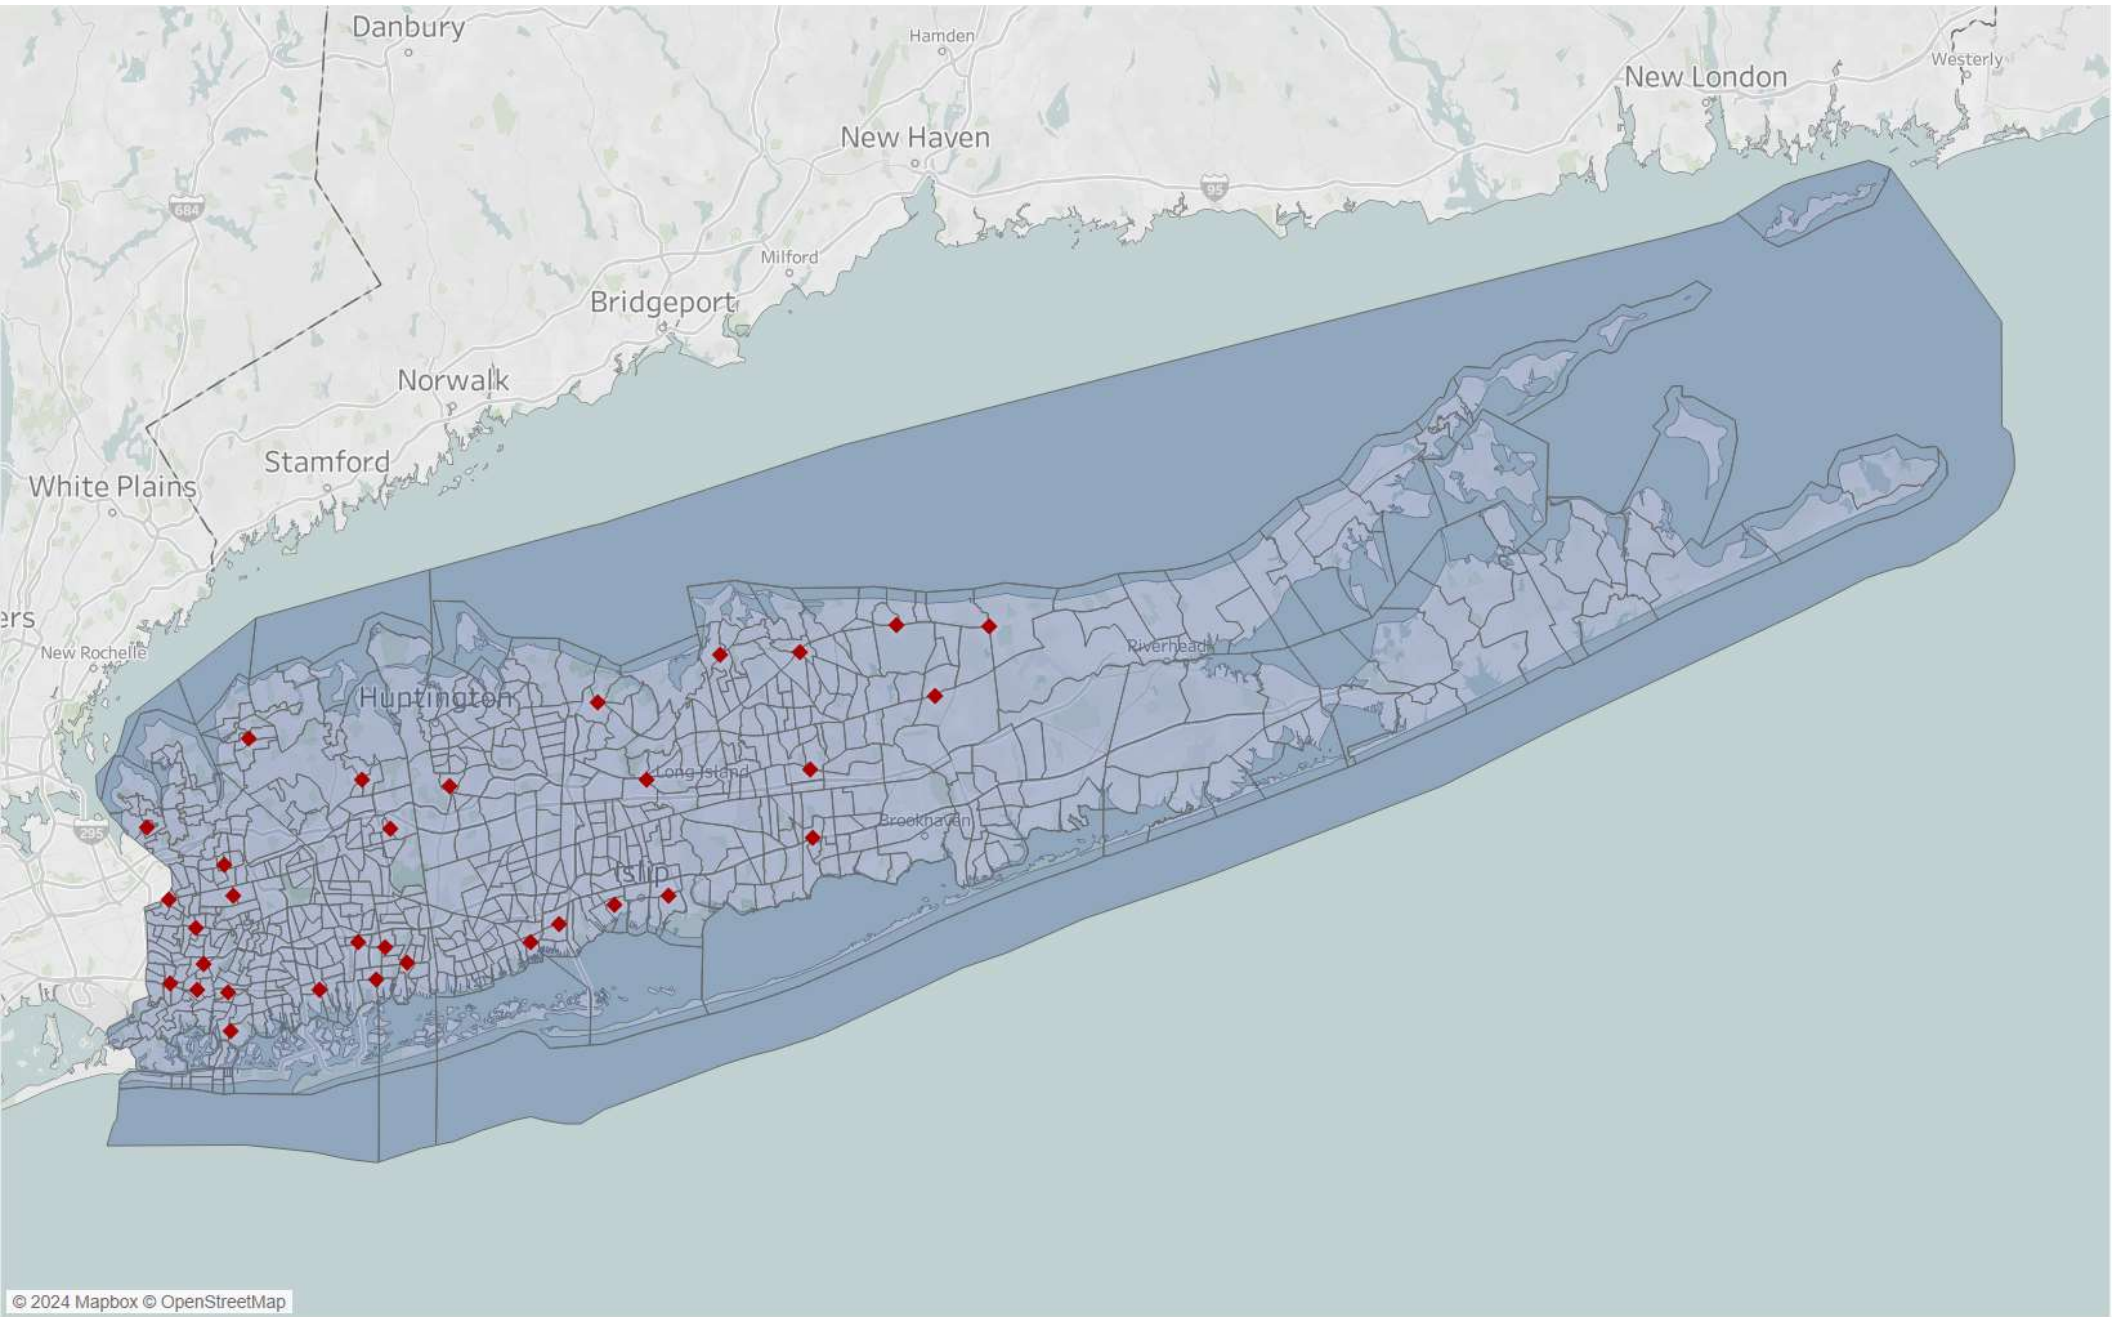 Danbury
Hamden
Westerly
New London
New Haven
95
684
Milford
Bridgeport
Norwalk
Stamford
White Plains
ers
New Rochelle
Riverhead
Huntington
Long Island
295
Brookhaven
Islip
© 2024 Mapbox © OpenStreetMap